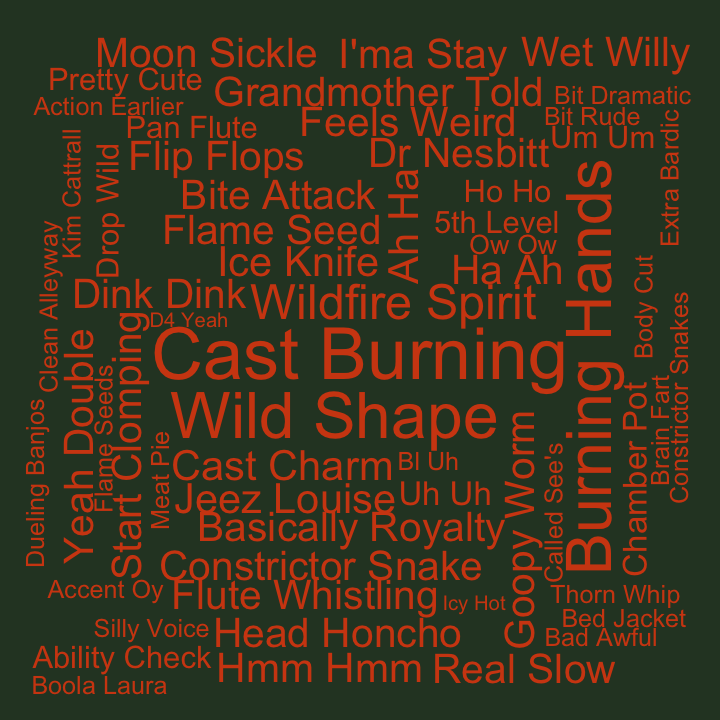 Moon Sickle
I'ma Stay
Wet Willy
Pretty Cute
Grandmother Told
Bit Dramatic
Action Earlier
Pan Flute
Feels Weird
Bit Rude
Um Um
Flip Flops
Dr Nesbitt
Kim Cattrall
Drop Wild
Extra Bardic
Bite Attack
Ah Ha
Ho Ho
Flame Seed
5th Level
Ow Ow
Ice Knife
Ha Ah
Burning Hands
Clean Alleyway
Dink Dink
Wildfire Spirit
Body Cut
D4 Yeah
Constrictor Snakes
Yeah Double
Start Clomping
Cast Burning
Flame Seeds
Wild Shape
Brain Fart
Chamber Pot
Dueling Banjos
Meat Pie
Cast Charm
Bl Uh
Goopy Worm
Called See's
Jeez Louise
Uh Uh
Basically Royalty
Constrictor Snake
Accent Oy
Flute Whistling
Icy Hot
Thorn Whip
Bed Jacket
Silly Voice
Head Honcho
Bad Awful
Ability Check
Hmm Hmm
Real Slow
Boola Laura